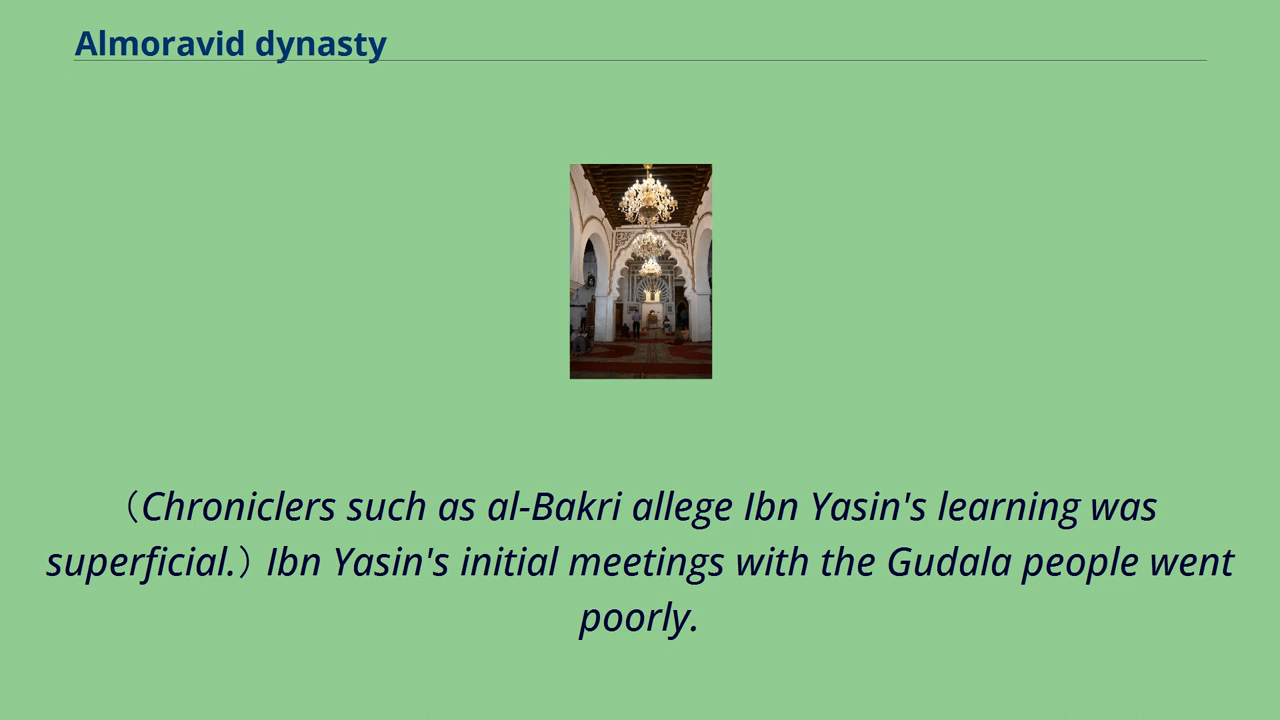 Almoravid dynasty
（Chroniclers such as al-Bakri allege Ibn Yasin's learning was
superficial.）Ibn Yasin's initial meetings with the Gudala people went
poorly.